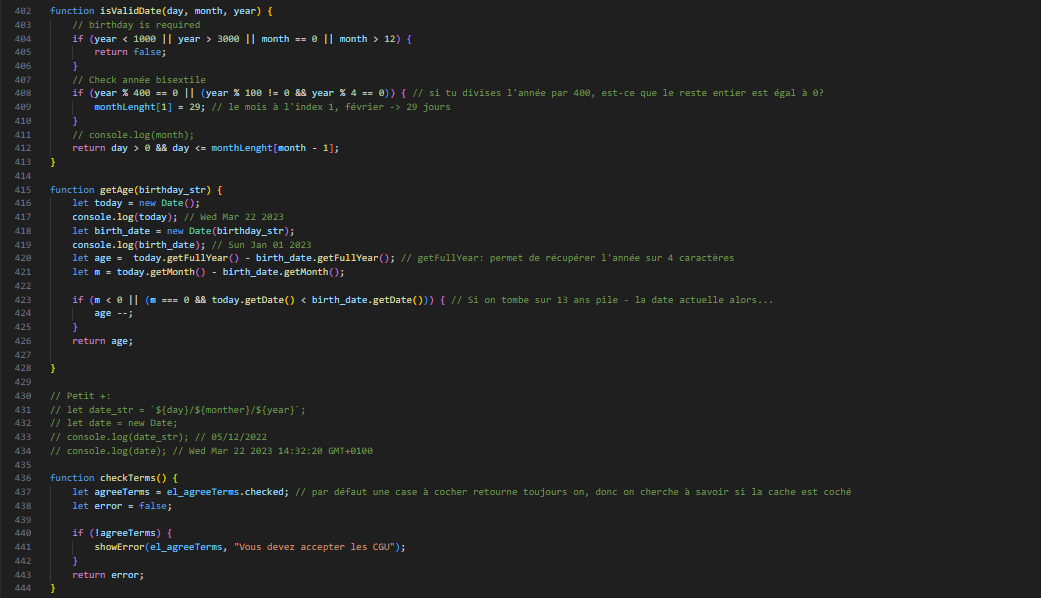 402 function isValidDate(day, month, year) {
403     // birthday is required
404     if (year < 1000 || year > 3000 || month == 0 || month > 12) {
405         return false;
406     }
407     // Check année bisextile
408     if (year % 400 == 0 || (year % 100 != 0 && year % 4 == 0)) { // si tu divises l'année par 400, est-ce que le reste entier est égal à 0?
409         monthLenght[1] = 29; // le mois à l'index 1, février -> 29 jours
410     }
411     // console.log(month);
412     return day > 0 && day <= monthLenght[month - 1];
413 }
414
415 function getAge(birthday_str) {
416     let today = new Date();
417     console.log(today); // Wed Mar 22 2023
418     let birth_date = new Date(birthday_str);
419     console.log(birth_date); // Sun Jan 01 2023
420     let age =  today.getFullYear() - birth_date.getFullYear(); // getFullYear: permet de récupérer l'année sur 4 caractères
421     let m = today.getMonth() - birth_date.getMonth();
422
423     if (m < 0 || (m === 0 && today.getDate() < birth_date.getDate())) { // Si on tombe sur 13 ans pile - la date actuelle alors...
424         age --;
425     }
426     return age;
427
428 }
429
430 // Petit +:
431 // let date_str = `${day}/${monther}/${year}`;
432 // let date = new Date;
433 // console.log(date_str); // 05/12/2022
434 // console.log(date); // Wed Mar 22 2023 14:32:20 GMT+0100
435
436 function checkTerms() {
437     let agreeTerms = el_agreeTerms.checked; // par défaut une case à cocher retourne toujours on, donc on cherche à savoir si la cache est coché
438     let error = false;
439
440     if (!agreeTerms) {
441         showError(el_agreeTerms, "Vous devez accepter les CGU");
442     }
443     return error;
444 }